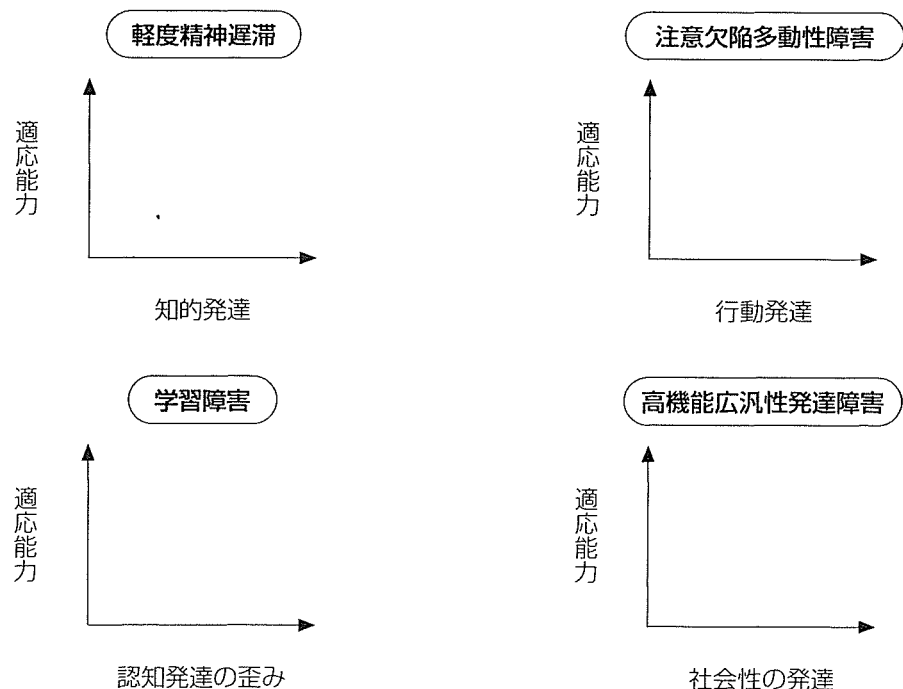 軽度精神遅滞
適応能力
知的発達
注意欠陥多動性障害
適応能力
行動発達
学習障害
適応能力
認知発達の歪み
高機能広汎性発達障害
適応能力
社会性の発達